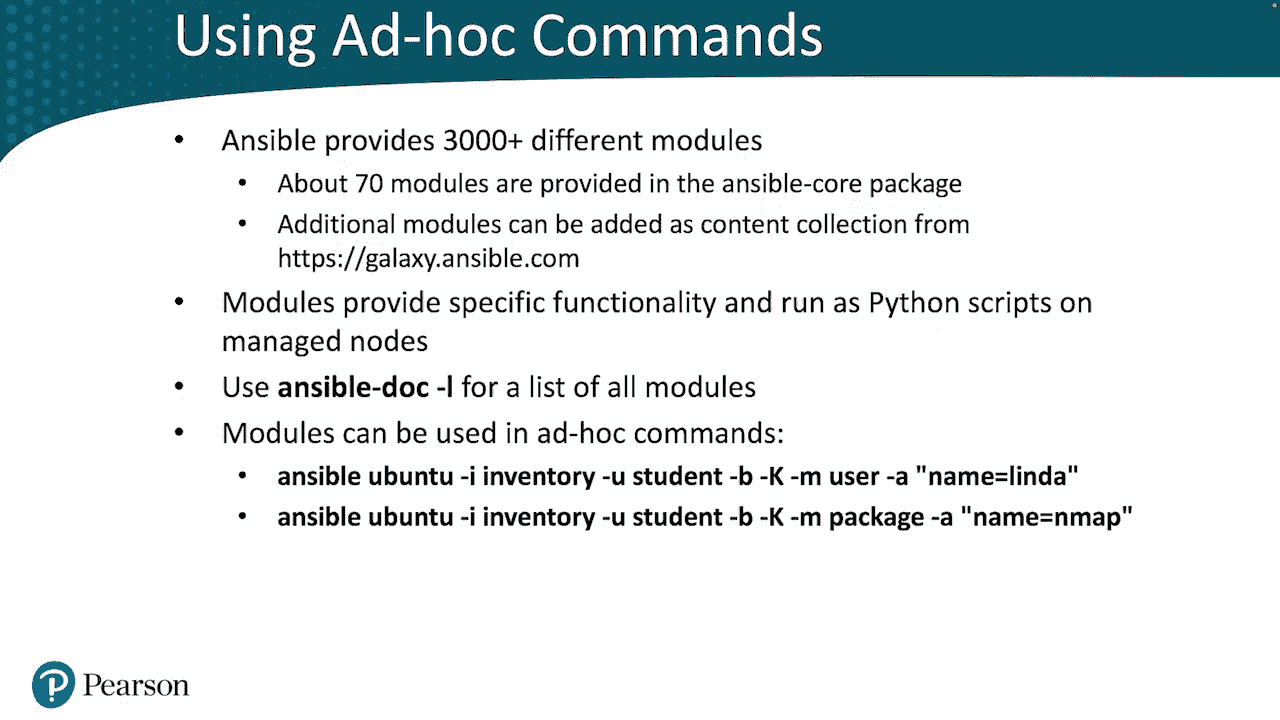 Using Ad-hoc Commands
• Ansible provides 3000+ different modules
• About 70 modules are provided in the ansible-core package
• Additional modules can be added as content collection from
https://galaxy.ansible.com
• Modules provide specific functionality and run as Python scripts on
managed nodes
• Use ansible-doc -l for a list of all modules
• Modules can be used in ad-hoc commands:
• ansible ubuntu -i inventory -u student -b -K -m user -a "name=linda"
• ansible ubuntu -i inventory -u student -b -K -m package -a "name=nmap"
Pearson